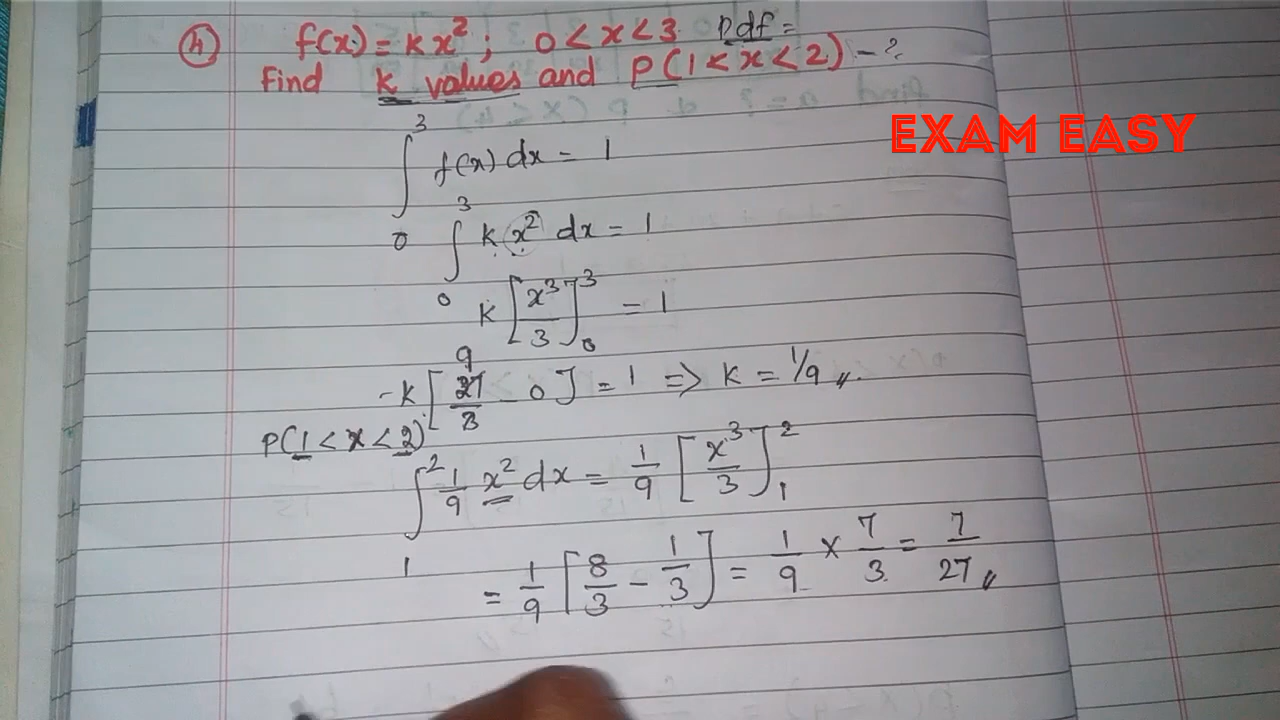 (4) f(x) = kx²; 0<x<3 pdf =
Find k values and P(1<x<2) - ?
EXAM EASY
∫₀³ f(x) dx = 1
∫₀³ k x² dx = 1
k [x³/3]₀³ = 1
-k [27/3 - 0] = 1 ⇒ k = 1/9 //.
9
P(1<x<2)
∫₁² 1/9 x² dx = 1/9 [x³/3]₁²
= 1/9 [8/3 - 1/3] = 1/9 × 7/3 = 7/27 //